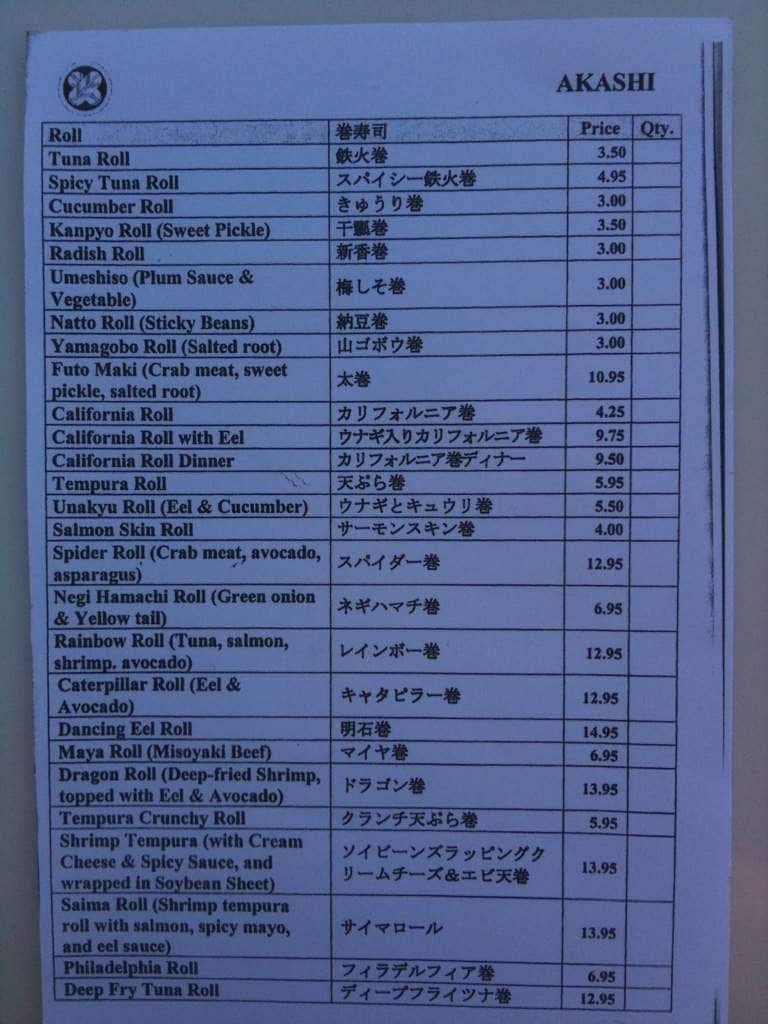 AKASHI
Roll 巻寿司 Price Qty.
Tuna Roll 鉄火巻 3.50
Spicy Tuna Roll スパイシー鉄火巻 4.95
Cucumber Roll きゅうり巻 3.00
Kanpyo Roll (Sweet Pickle) 干瓢巻 3.50
Radish Roll 新香巻 3.00
Umeshiso (Plum Sauce &
Vegetable) 梅しそ巻 3.00
Natto Roll (Sticky Beans) 納豆巻 3.00
Yamagobo Roll (Salted root) 山ゴボウ巻 3.00
Futo Maki (Crab meat, sweet
pickle, salted root) 太巻 10.95
California Roll カリフォルニア巻 4.25
California Roll with Eel ウナギ入りカリフォルニア巻 9.75
California Roll Dinner カリフォルニア巻ディナー 9.50
Tempura Roll 天ぷら巻 5.95
Unakyu Roll (Eel & Cucumber) ウナギとキュウリ巻 5.50
Salmon Skin Roll サーモンスキン巻 4.00
Spider Roll (Crab meat, avocado,
asparagus) スパイダー巻 12.95
Negi Hamachi Roll (Green onion
& Yellow tail) ネギハマチ巻 6.95
Rainbow Roll (Tuna, salmon,
shrimp. avocado) レインボー巻 12.95
Caterpillar Roll (Eel &
Avocado) キャタピラー巻 12.95
Dancing Eel Roll 明石巻 14.95
Maya Roll (Misoyaki Beef) マイヤ巻 6.95
Dragon Roll (Deep-fried Shrimp,
topped with Eel & Avocado) ドラゴン巻 13.95
Tempura Crunchy Roll クランチ天ぷら巻 5.95
Shrimp Tempura (with Cream
Cheese & Spicy Sauce, and ソイビーンズラッピングク
wrapped in Soybean Sheet) リームチーズ＆エビ天巻 13.95
Saima Roll (Shrimp tempura
roll with salmon, spicy mayo, サイマロール 13.95
and eel sauce)
Philadelphia Roll フィラデルフィア巻 6.95
Deep Fry Tuna Roll ディープフライツナ巻 12.95